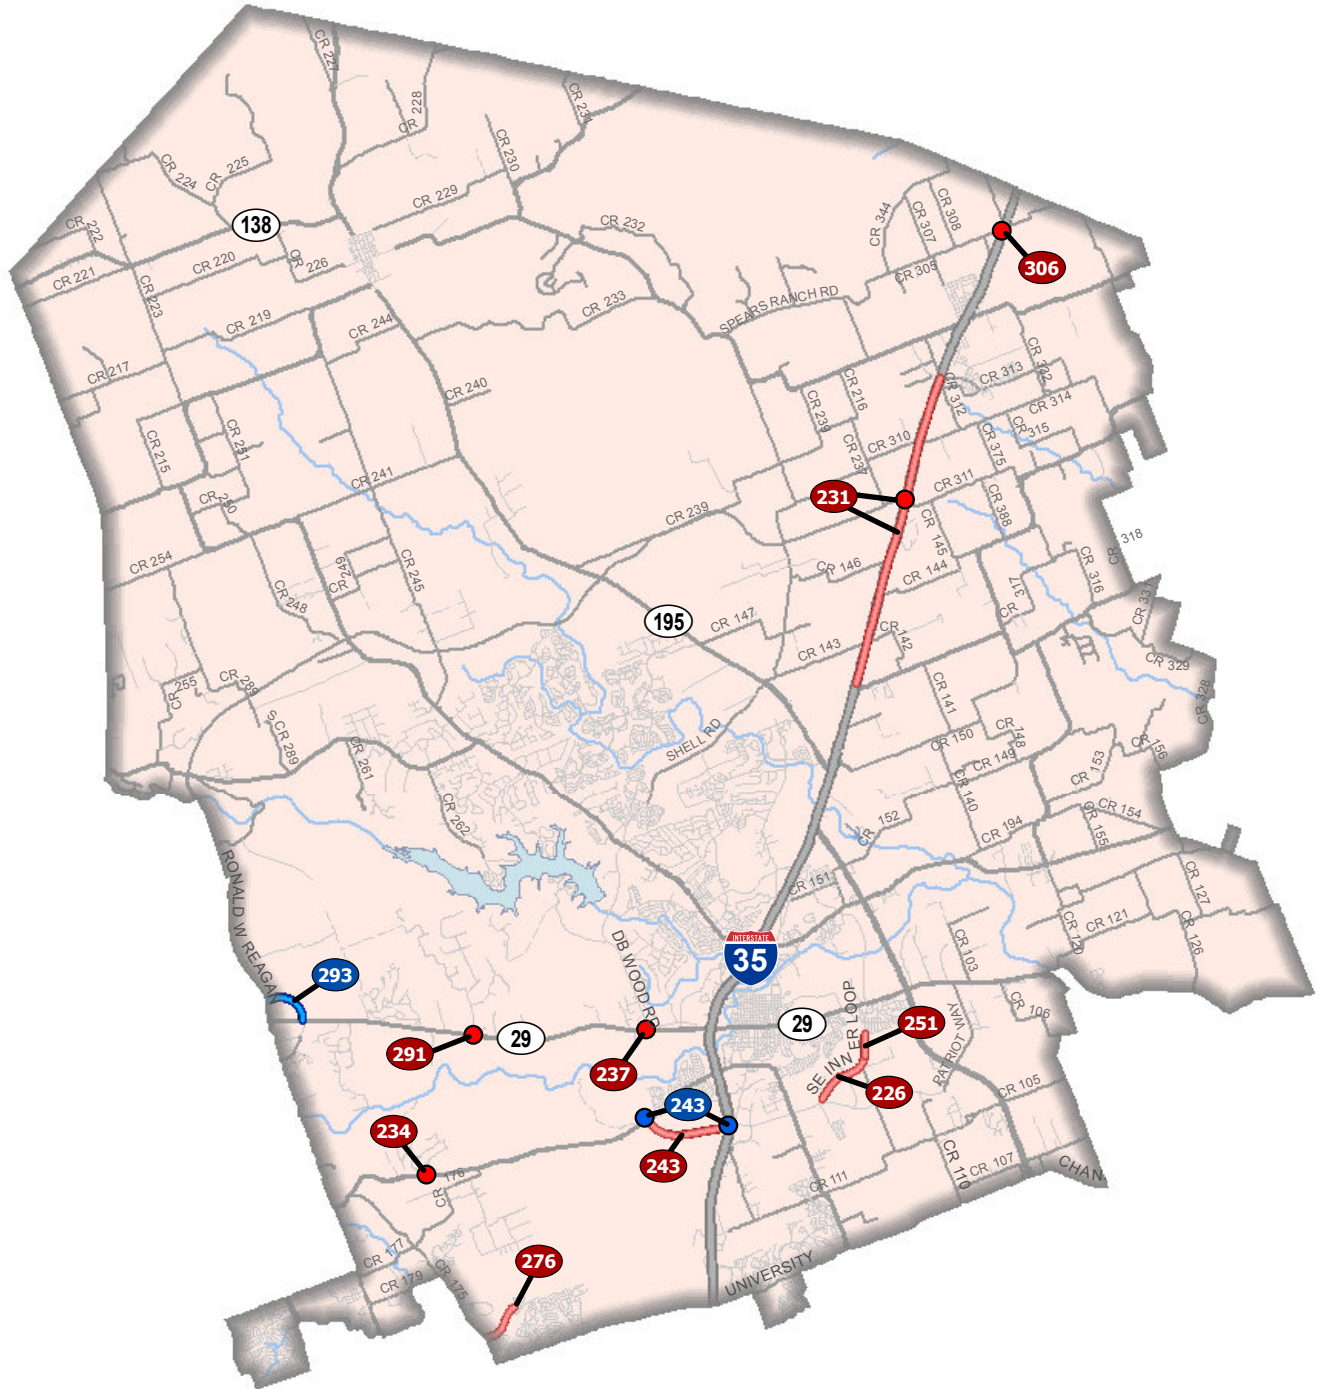 CR 227
CR 228
CR 231
CR 230
CR 224
CR 225
CR 229
138
CR 222
CR 232
CR 344
CR 307
CR 308
306
CR 221
CR 220
CR 226
CR 223
CR 305
SPEARS RANCH RD
CR 233
CR 219
CR 244
CR 217
CR 240
CR 313
CR 332
CR 312
CR 314
CR 315
CR 216
CR 239
CR 237
CR 310
CR 375
CR 215
CR 251
CR 241
CR 250
CR 311
CR 388
231
CR 239
CR 145
CR 318
CR 254
CR 249
CR 245
CR 248
CR 146
CR 144
CR 316
CR 317
CR 331
195
CR 147
CR 142
CR 143
CR 329
CR 328
CR 255
CR 289
S CR 289
CR 141
SHELL RD
CR 150
CR 148
CR 149
CR 156
CR 153
CR 261
CR 262
CR 140
CR 152
CR 194
CR 154
CR 155
CR 151
CR 127
RONALD W REAGAN
DB WOOD RD
INTERSTATE
35
CR 121
CR 120
CR 126
CR 103
293
SE INNER LOOP
CR 106
291
29
29
251
237
PATRIOT WAY
226
CR 105
243
234
243
CR 176
CR 110
CR 107
CHAN
CR 111
CR 177
CR 179
CR 175
276
UNIVERSITY